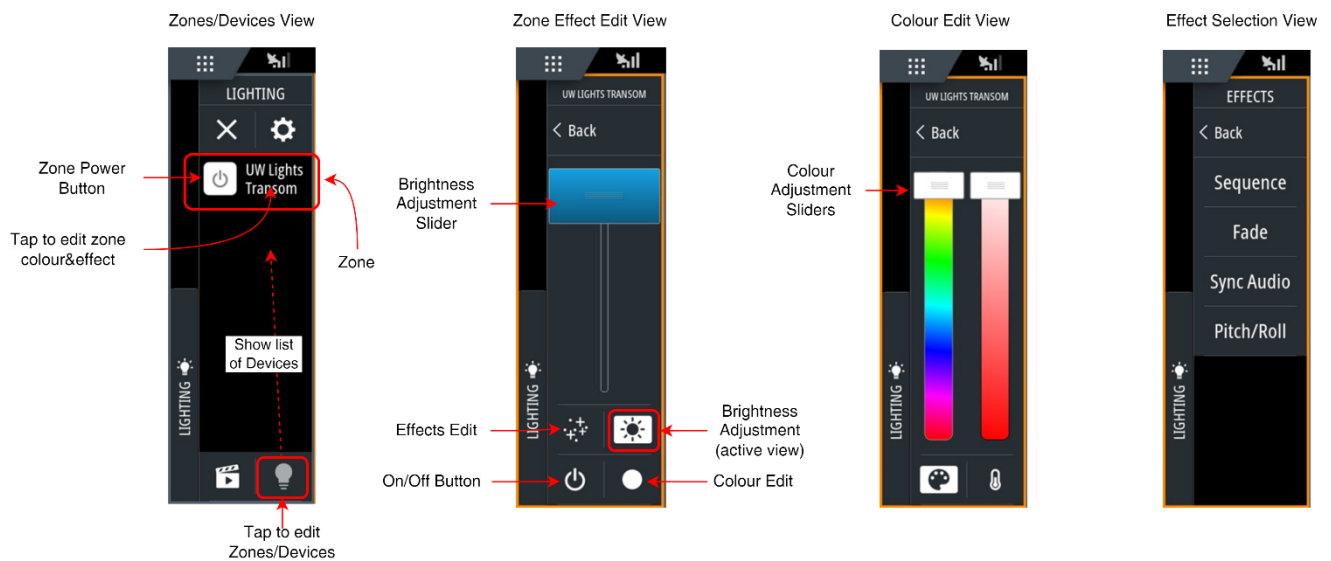 Zones/Devices View
LIGHTING
UW Lights
Transom
Zone Power
Button
Tap to edit zone
colour&effect
Zone
Show list
of Devices
LIGHTING
Tap to edit
Zones/Devices
Zone Effect Edit View
UW LIGHTS TRANSOM
< Back
Brightness
Adjustment
Slider
LIGHTING
Effects Edit
On/Off Button
Brightness
Adjustment
(active view)
Colour Edit
Colour Edit View
UW LIGHTS TRANSOM
< Back
Colour
Adjustment
Sliders
LIGHTING
Effect Selection View
EFFECTS
< Back
Sequence
Fade
Sync Audio
Pitch/Roll
LIGHTING